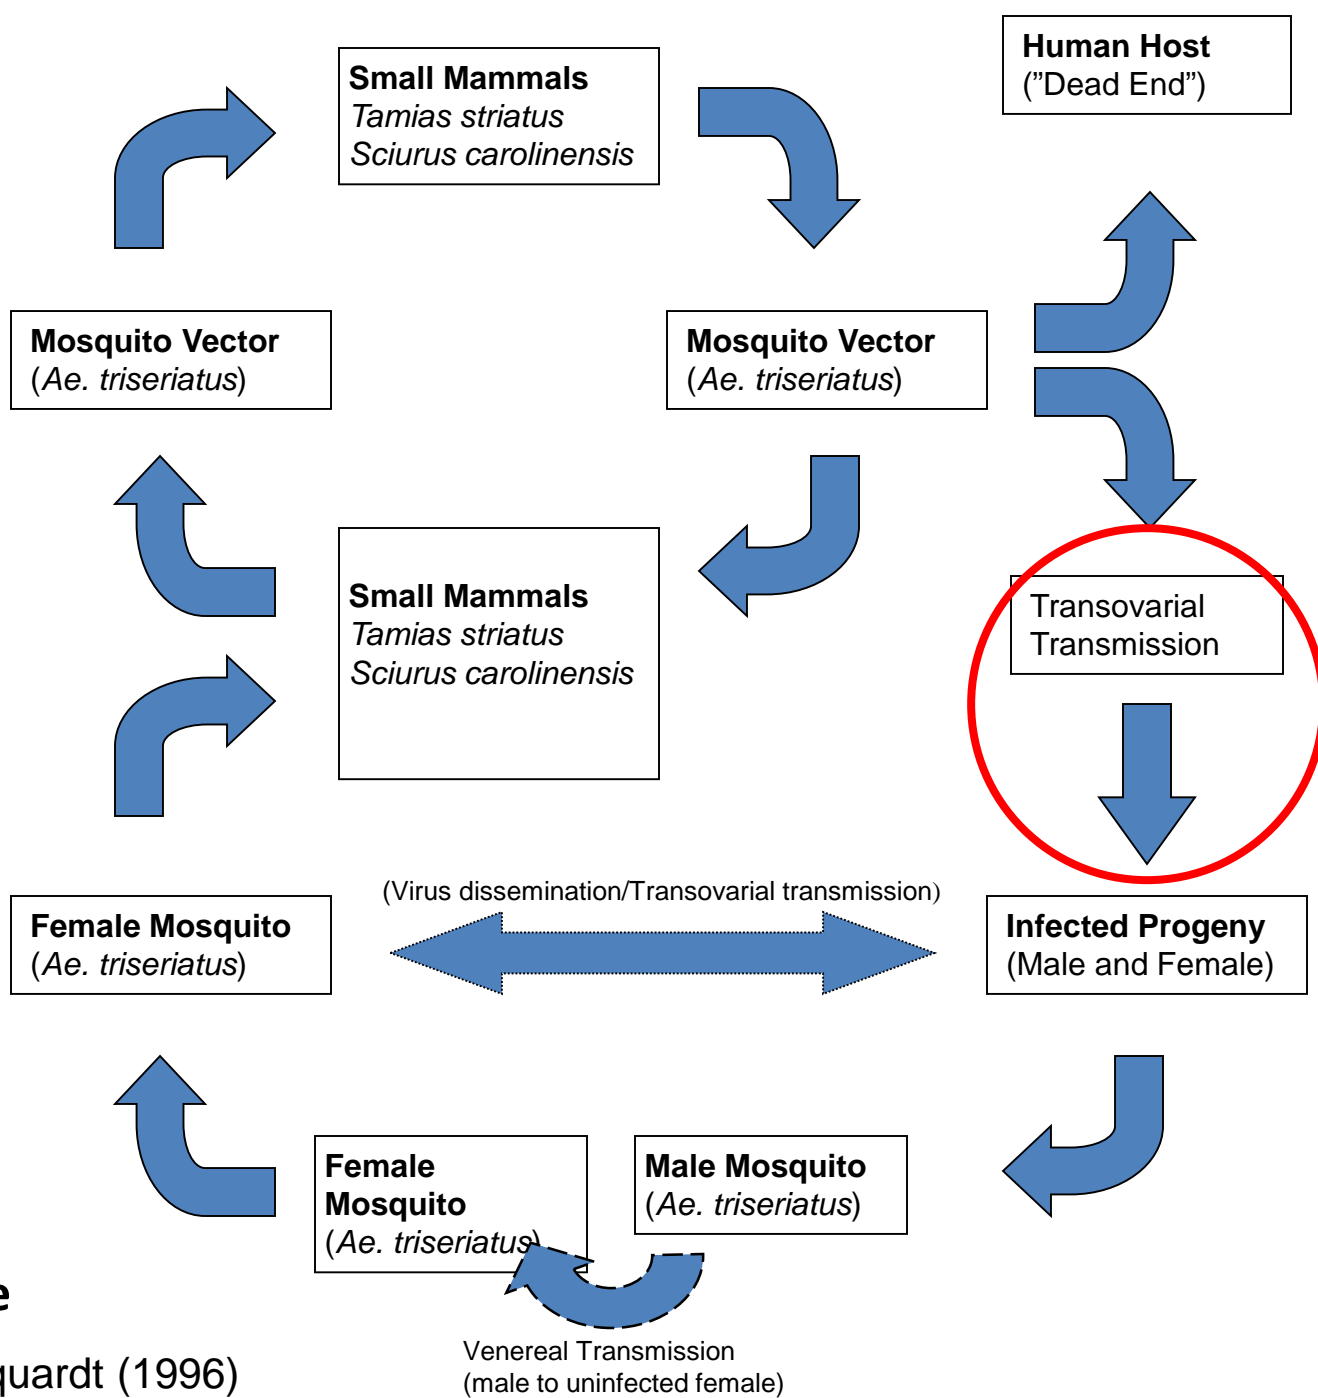 Human Host
("Dead End")
Small Mammals
Tamias striatus
Sciurus carolinensis
Mosquito Vector
(Ae. triseriatus)
Mosquito Vector
(Ae. triseriatus)
Small Mammals
Tamias striatus
Sciurus carolinensis
Transovarial
Transmission
(Virus dissemination/Transovarial transmission)
Female Mosquito
(Ae. triseriatus)
Infected Progeny
(Male and Female)
Female
Mosquito
(Ae. triseriatus)
Male Mosquito
(Ae. triseriatus)
Venereal Transmission
(male to uninfected female)
e
quardt (1996)